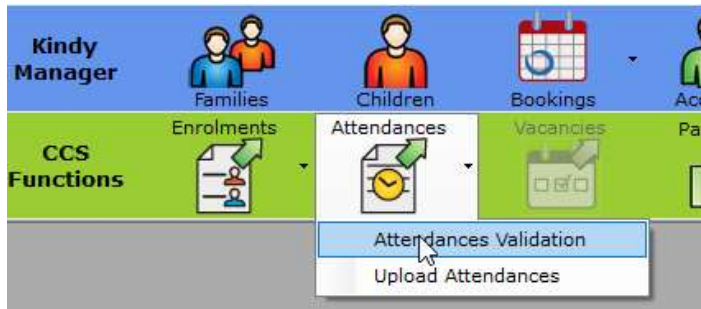 Kindy
Manager
Families
Children
Bookings
CCS
Functions
Enrolments
Attendances
Vacancies
Attendances Validation
Upload Attendances